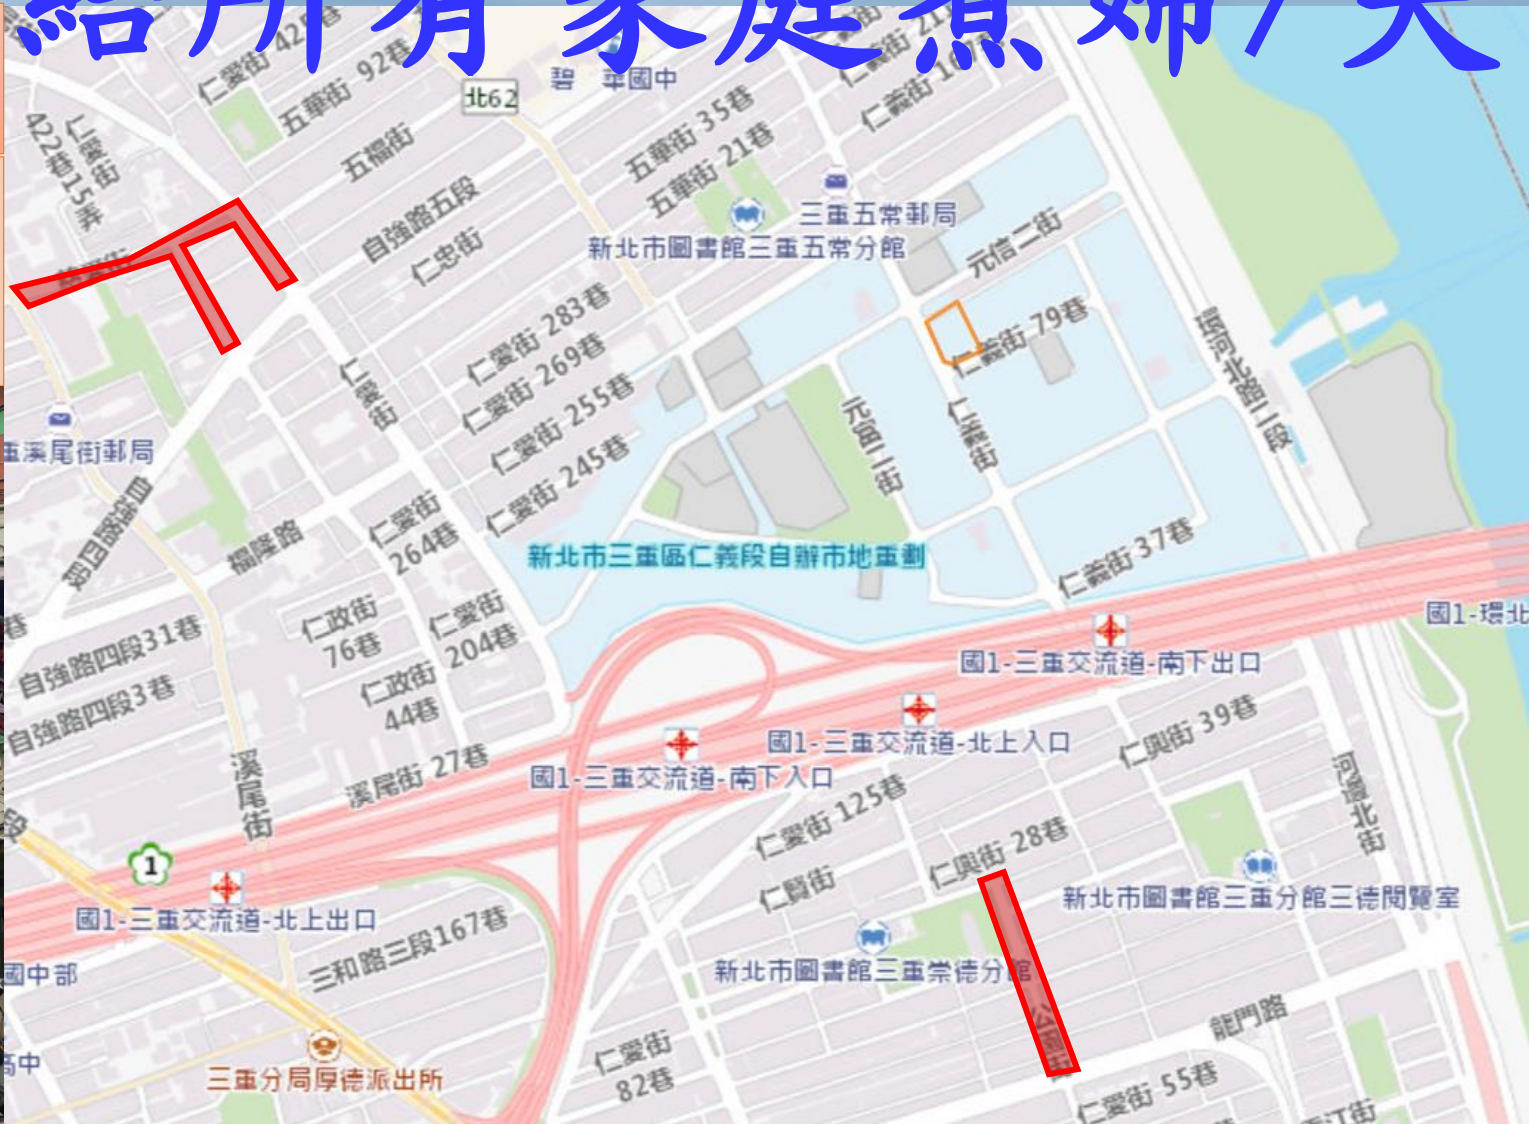 給所有家庭煮婦/夫
仁愛街 425巷
五華街 92巷
北62
碧華國中
仁義街 167巷
仁愛街
422巷15弄
五福街
五華街 35巷
五華街 21巷
三重五常郵局
新北市圖書館三重五常分館
自強路五段
仁忠街
元信二街
慈愛街
仁愛街 283巷
仁義街 79巷
環河北路二段
仁愛街 269巷
仁愛街
仁愛街 255巷
元富二街
仁義街
重溪尾街郵局
仁愛街 245巷
自強路四段
仁愛街
264巷
福隆路
新北市三重區仁義段自辦市地重劃
仁義街 37巷
國1-環北
巷
仁政街
76巷
仁愛街
204巷
自強路四段31巷
國1-三重交流道-南下出口
仁政街
44巷
自強路四段3巷
國1-三重交流道-北上入口
仁興街 39巷
溪尾街
溪尾街 27巷
國1-三重交流道-南下入口
河邊北街
段
仁愛街 125巷
1
仁興街 28巷
仁賢街
新北市圖書館三重分館三德閱覽室
國1-三重交流道-北上出口
三和路三段167巷
國中部
新北市圖書館三重崇德分館
公園街
龍門路
高中
三重分局厚德派出所
仁愛街
82巷
仁愛街 55巷